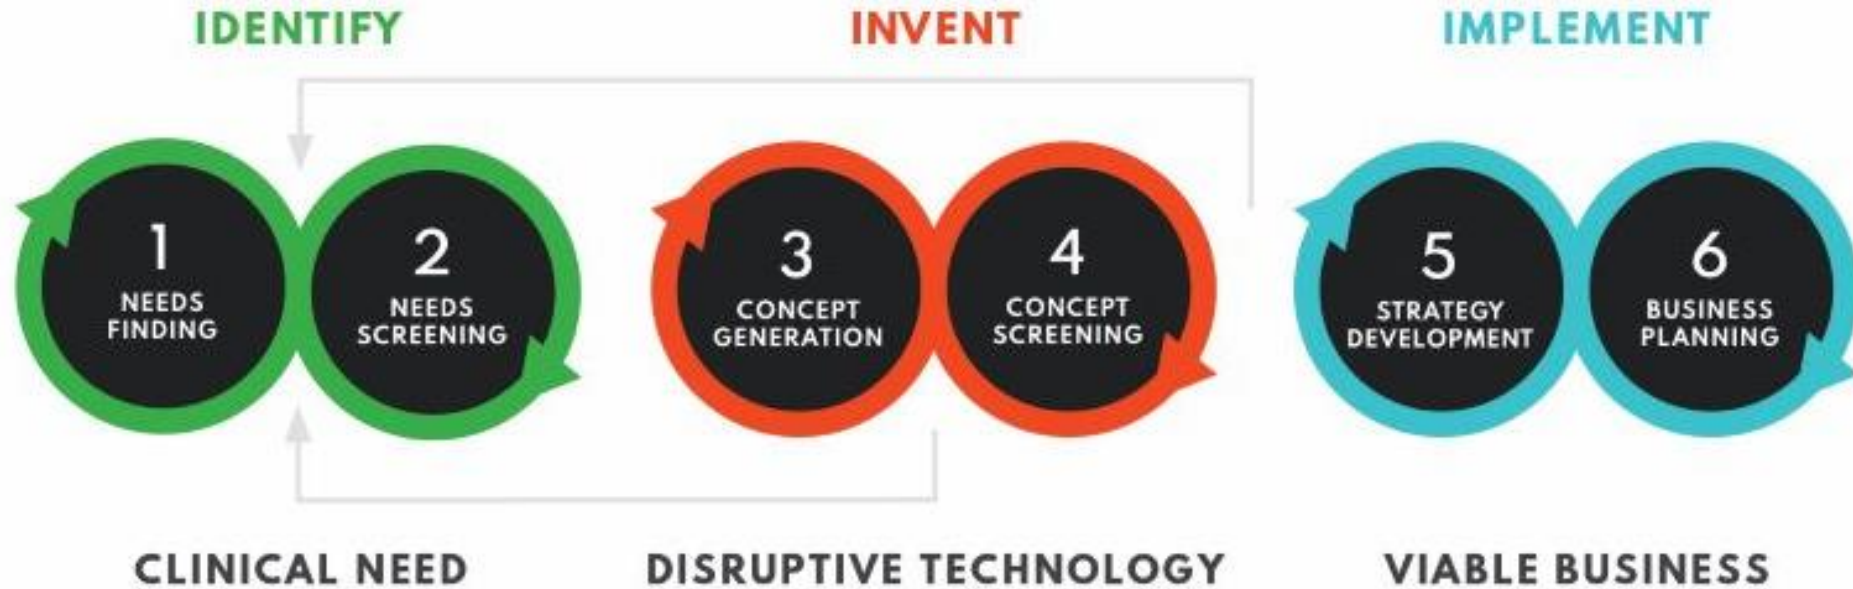 IDENTIFY
INVENT
IMPLEMENT
1
NEEDS
FINDING
2
NEEDS
SCREENING
3
CONCEPT
GENERATION
4
CONCEPT
SCREENING
5
STRATEGY
DEVELOPMENT
6
BUSINESS
PLANNING
CLINICAL NEED
DISRUPTIVE TECHNOLOGY
VIABLE BUSINESS